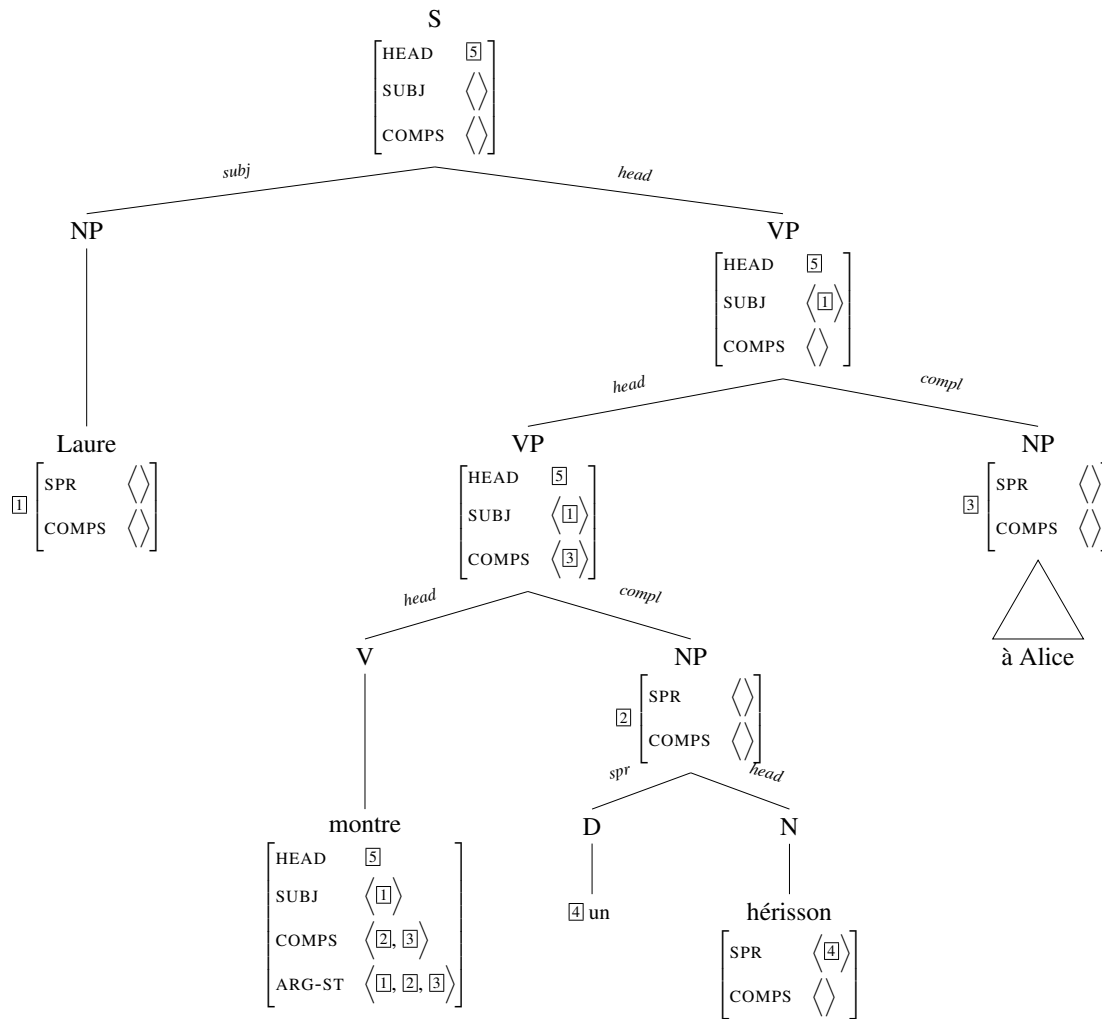 S
HEAD 5
SUBJ ⟨⟩
COMPS ⟨⟩
subj head
NP VP
HEAD 5
SUBJ ⟨1⟩
COMPS ⟨⟩
head compl
Laure VP NP
1 SPR ⟨⟩ HEAD 5 3 SPR ⟨⟩
COMPS ⟨⟩ SUBJ ⟨1⟩ COMPS ⟨⟩
COMPS ⟨3⟩
head compl
V NP à Alice
2 SPR ⟨⟩
COMPS ⟨⟩
spr head
montre D N
HEAD 5
SUBJ ⟨1⟩
COMPS ⟨2, 3⟩
ARG-ST ⟨1, 2, 3⟩
4 un hérisson
SPR ⟨4⟩
COMPS ⟨⟩